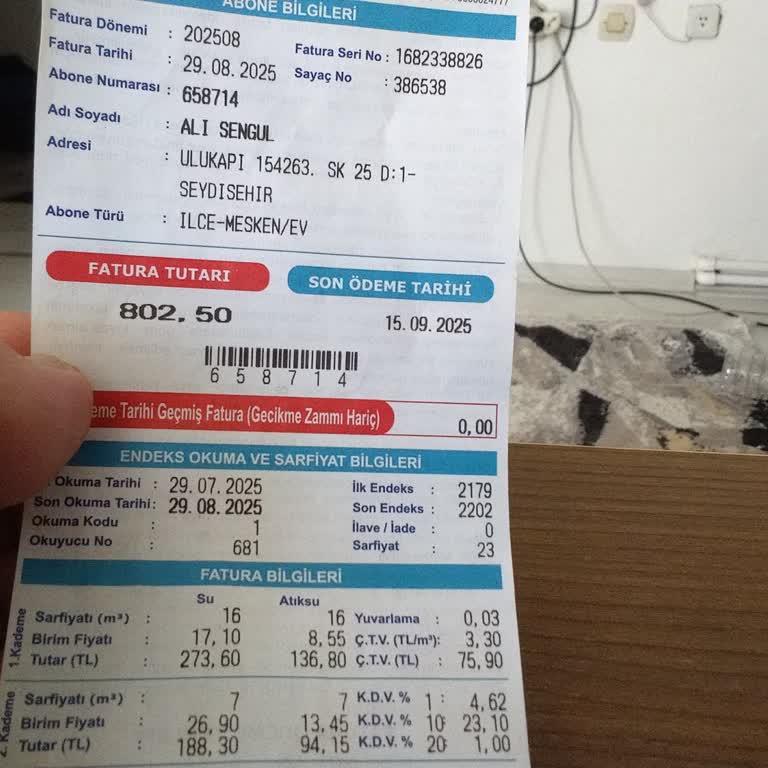 ABONE BİLGİLERİ
Fatura Dönemi : 202508
Fatura Tarihi : 29.08.2025
Fatura Seri No : 1682338826
Sayaç No : 386538
Abone Numarası : 658714
Adı Soyadı : ALI SENGUL
Adresi : ULUKAPI 154263. SK 25 D:1-
SEYDISEHIR
Abone Türü : ILCE-MESKEN/EV
FATURA TUTARI
SON ÖDEME TARİHİ
802,50
15.09.2025
658714
eme Tarihi Geçmiş Fatura (Gecikme Zammı Hariç) 0,00
ENDEKS OKUMA VE SARFİYAT BİLGİLERİ
Okuma Tarihi : 29.07.2025 İlk Endeks : 2179
Son Okuma Tarihi: 29.08.2025 Son Endeks : 2202
Okuma Kodu : 1 İlave / İade : 0
Okuyucu No : 681 Sarfiyat : 23
FATURA BİLGİLERİ
Su Atıksu
1.Kademe
Sarfiyatı (m³) : 16 16 Yuvarlama : 0,03
Birim Fiyatı : 17,10 8,55 Ç.T.V. (TL/m³): 3,30
Tutar (TL) : 273,60 136,80 Ç.T.V. (TL) : 75,90
2. Kademe
Sarfiyatı (m³) : 7 7 K.D.V. % 1 : 4,62
Birim Fiyatı : 26,90 13,45 K.D.V. % 10: 23,10
Tutar (TL) : 188,30 94,15 K.D.V. % 20: 1,00